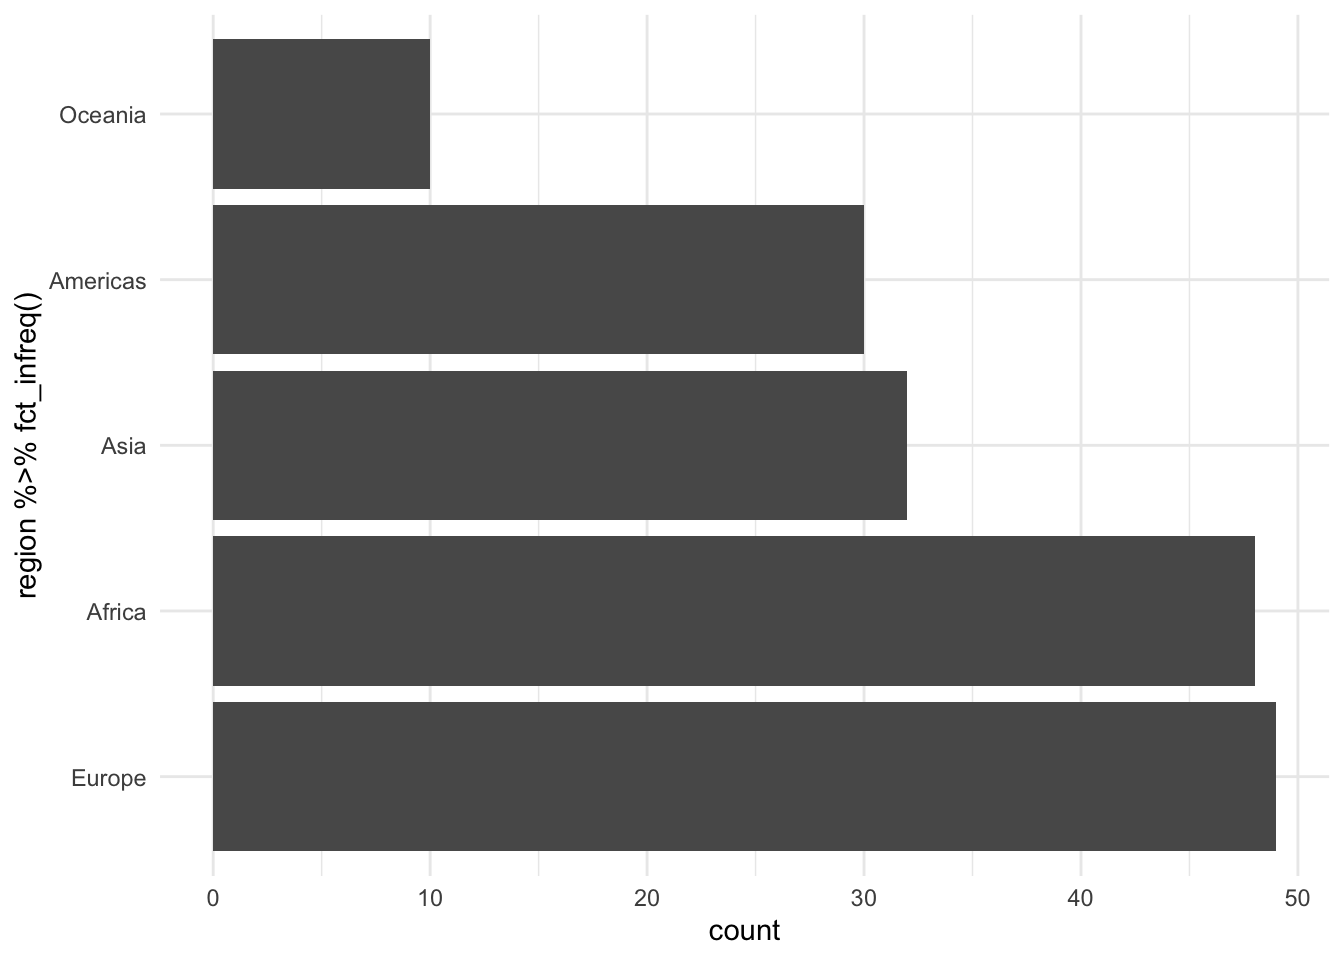 Oceania
Americas
Asia
Africa
Europe
region %>% fct_infreq()
0 10 20 30 40 50
count